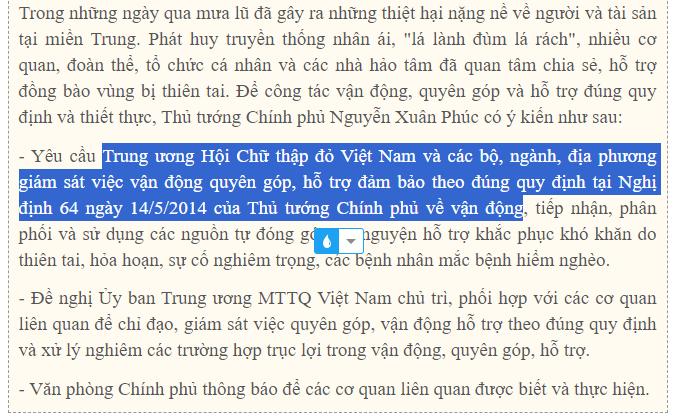 Trong những ngày qua mưa lũ đã gây ra những thiệt hại nặng nề về người và tài sản
tại miền Trung. Phát huy truyền thống nhân ái, "lá lành đùm lá rách", nhiều cơ
quan, đoàn thể, tổ chức cá nhân và các nhà hảo tâm đã quan tâm chia sẻ, hỗ trợ
đồng bào vùng bị thiên tai. Để công tác vận động, quyên góp và hỗ trợ đúng quy
định và thiết thực, Thủ tướng Chính phủ Nguyễn Xuân Phúc có ý kiến như sau:
- Yêu cầu Trung ương Hội Chữ thập đỏ Việt Nam và các bộ, ngành, địa phương
giám sát việc vận động quyên góp, hỗ trợ đảm bảo theo đúng quy định tại Nghị
định 64 ngày 14/5/2014 của Thủ tướng Chính phủ về vận động, tiếp nhận, phân
phối và sử dụng các nguồn tự đóng nguyện hỗ trợ khắc phục khó khăn do
thiên tai, hỏa hoạn, sự cố nghiêm trọng, các bệnh nhân mắc bệnh hiểm nghèo.
- Đề nghị Ủy ban Trung ương MTTQ Việt Nam chủ trì, phối hợp với các cơ quan
liên quan để chỉ đạo, giám sát việc quyên góp, vận động hỗ trợ theo đúng quy định
và xử lý nghiêm các trường hợp trục lợi trong vận động, quyên góp, hỗ trợ.
- Văn phòng Chính phủ thông báo để các cơ quan liên quan được biết và thực hiện.